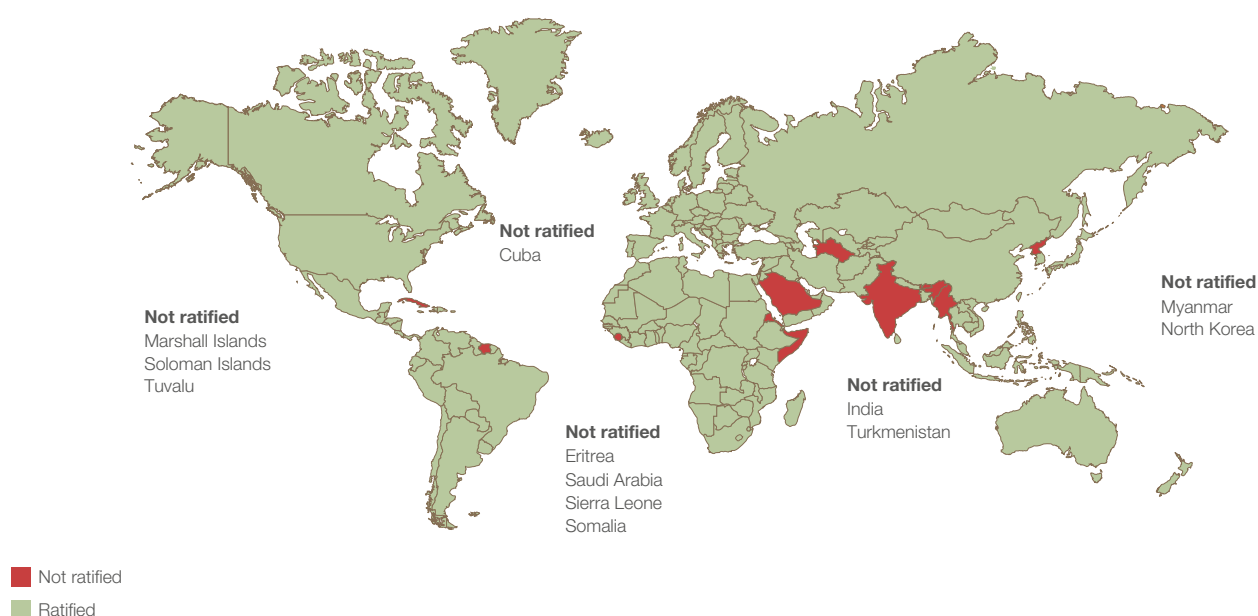 Not ratified
Cuba
Not ratified
Marshall Islands
Soloman Islands
Tuvalu
Not ratified
Eritrea
Saudi Arabia
Sierra Leone
Somalia
Not ratified
India
Turkmenistan
Not ratified
Myanmar
North Korea
Not ratified
Ratified